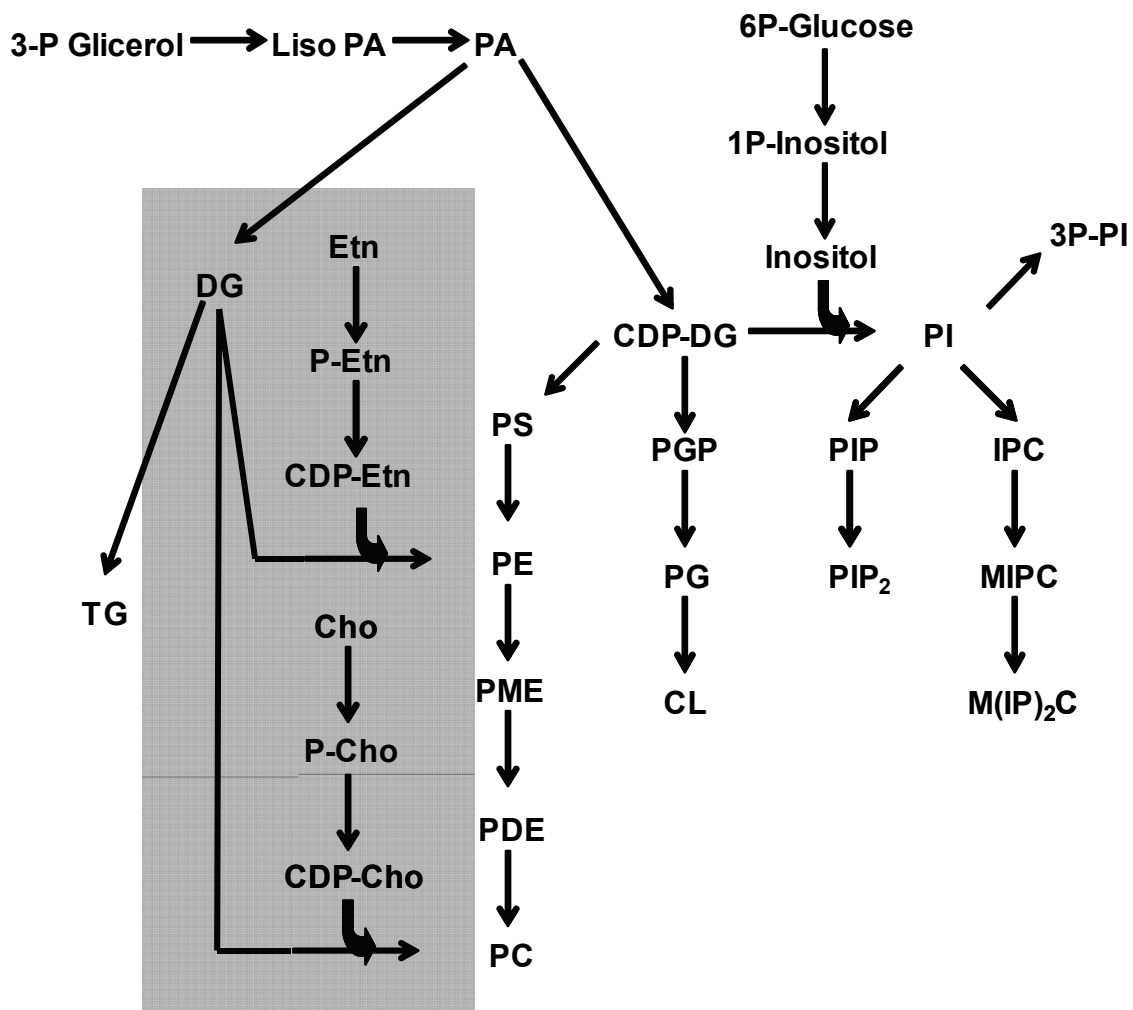 3-P Glicerol
Liso PA
PA
6P-Glucose
1P-Inositol
Inositol
3P-PI
DG
Etn
P-Etn
CDP-Etn
TG
Cho
P-Cho
CDP-Cho
CDP-DG
PI
PS
PE
PME
PDE
PC
PGP
PG
CL
PIP
PIP₂
IPC
MIPC
M(IP)₂C